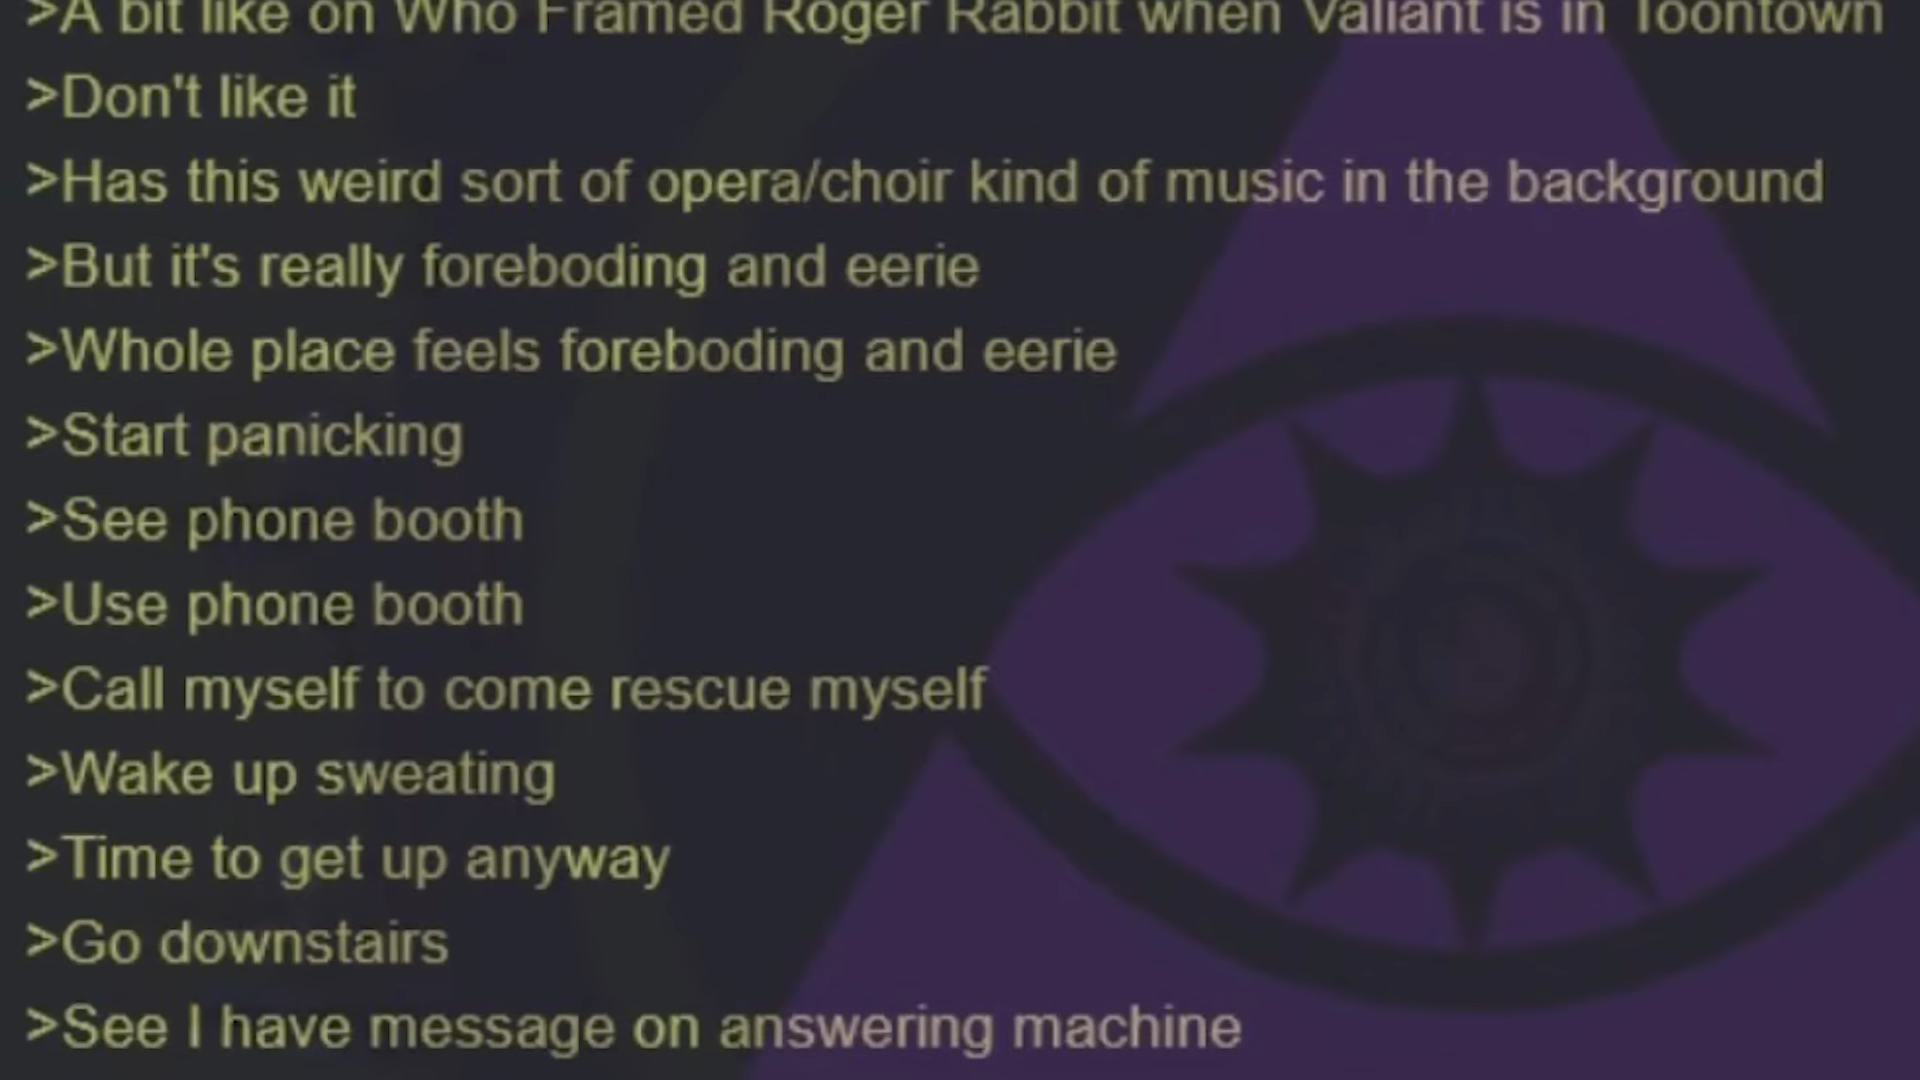 >A bit like on Who Framed Roger Rabbit when Valiant is in Toontown
>Don't like it
>Has this weird sort of opera/choir kind of music in the background
>But it's really foreboding and eerie
>Whole place feels foreboding and eerie
>Start panicking
>See phone booth
>Use phone booth
>Call myself to come rescue myself
>Wake up sweating
>Time to get up anyway
>Go downstairs
>See I have message on answering machine